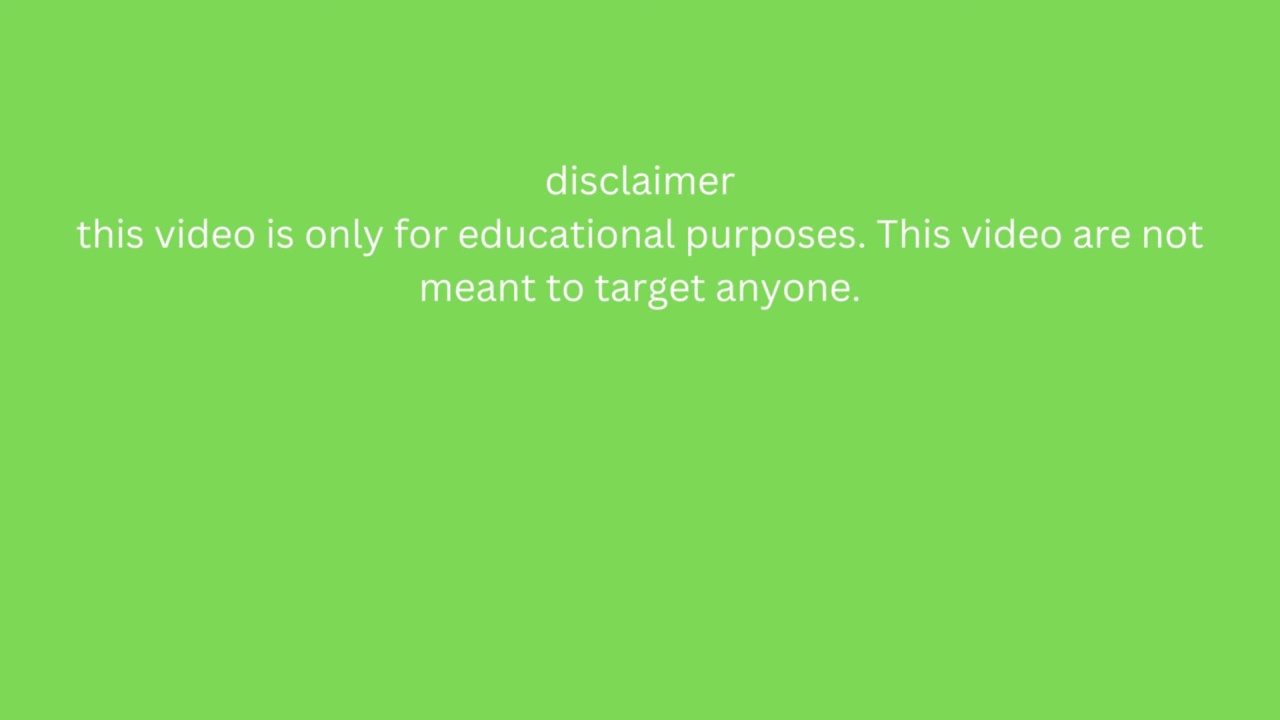 disclaimer
this video is only for educational purposes. This video are not
meant to target anyone.